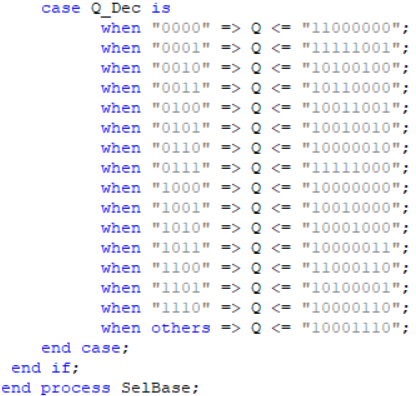 case Q_Dec is
when "0000" => Q <= "11000000";
when "0001" => Q <= "11111001";
when "0010" => Q <= "10100100";
when "0011" => Q <= "10110000";
when "0100" => Q <= "10011001";
when "0101" => Q <= "10010010";
when "0110" => Q <= "10000010";
when "0111" => Q <= "11111000";
when "1000" => Q <= "10000000";
when "1001" => Q <= "10010000";
when "1010" => Q <= "10001000";
when "1011" => Q <= "10000011";
when "1100" => Q <= "11000110";
when "1101" => Q <= "10100001";
when "1110" => Q <= "10000110";
when others => Q <= "10001110";
end case;
end if;
end process SelBase;